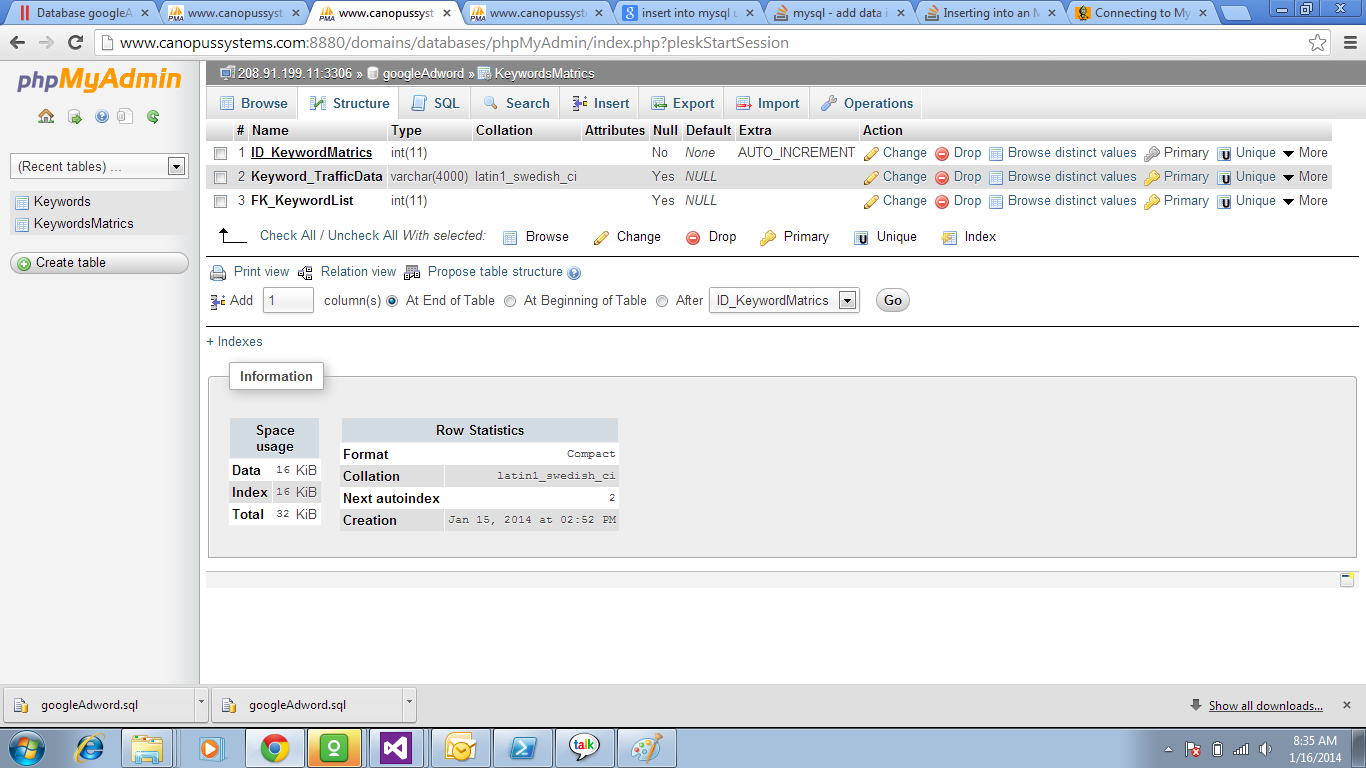 Database googleA
www.canopussyst
www.canopussyst
www.canopussyst
insert into mysql u
mysql - add data i
Inserting into an M
Connecting to My
www.canopussystems.com:8880/domains/databases/phpMyAdmin/index.php?pleskStartSession
phpMyAdmin
(Recent tables) ...
Keywords
KeywordsMatrics
Create table
208.91.199.11:3306 » googleAdword » KeywordsMatrics
Browse Structure SQL Search Insert Export Import Operations
# Name Type Collation Attributes Null Default Extra Action
1 ID_KeywordMatrics int(11) No None AUTO_INCREMENT Change Drop Browse distinct values Primary Unique More
2 Keyword_TrafficData varchar(4000) latin1_swedish_ci Yes NULL Change Drop Browse distinct values Primary Unique More
3 FK_KeywordList int(11) Yes NULL Change Drop Browse distinct values Primary Unique More
Check All / Uncheck All With selected: Browse Change Drop Primary Unique Index
Print view Relation view Propose table structure
Add 1 column(s) At End of Table At Beginning of Table After ID_KeywordMatrics Go
+ Indexes
Information
Space usage
Data 16 KiB
Index 16 KiB
Total 32 KiB
Row Statistics
Format Compact
Collation latin1_swedish_ci
Next autoindex 2
Creation Jan 15, 2014 at 02:52 PM
googleAdword.sql
googleAdword.sql
Show all downloads...
talk
8:35 AM
1/16/2014